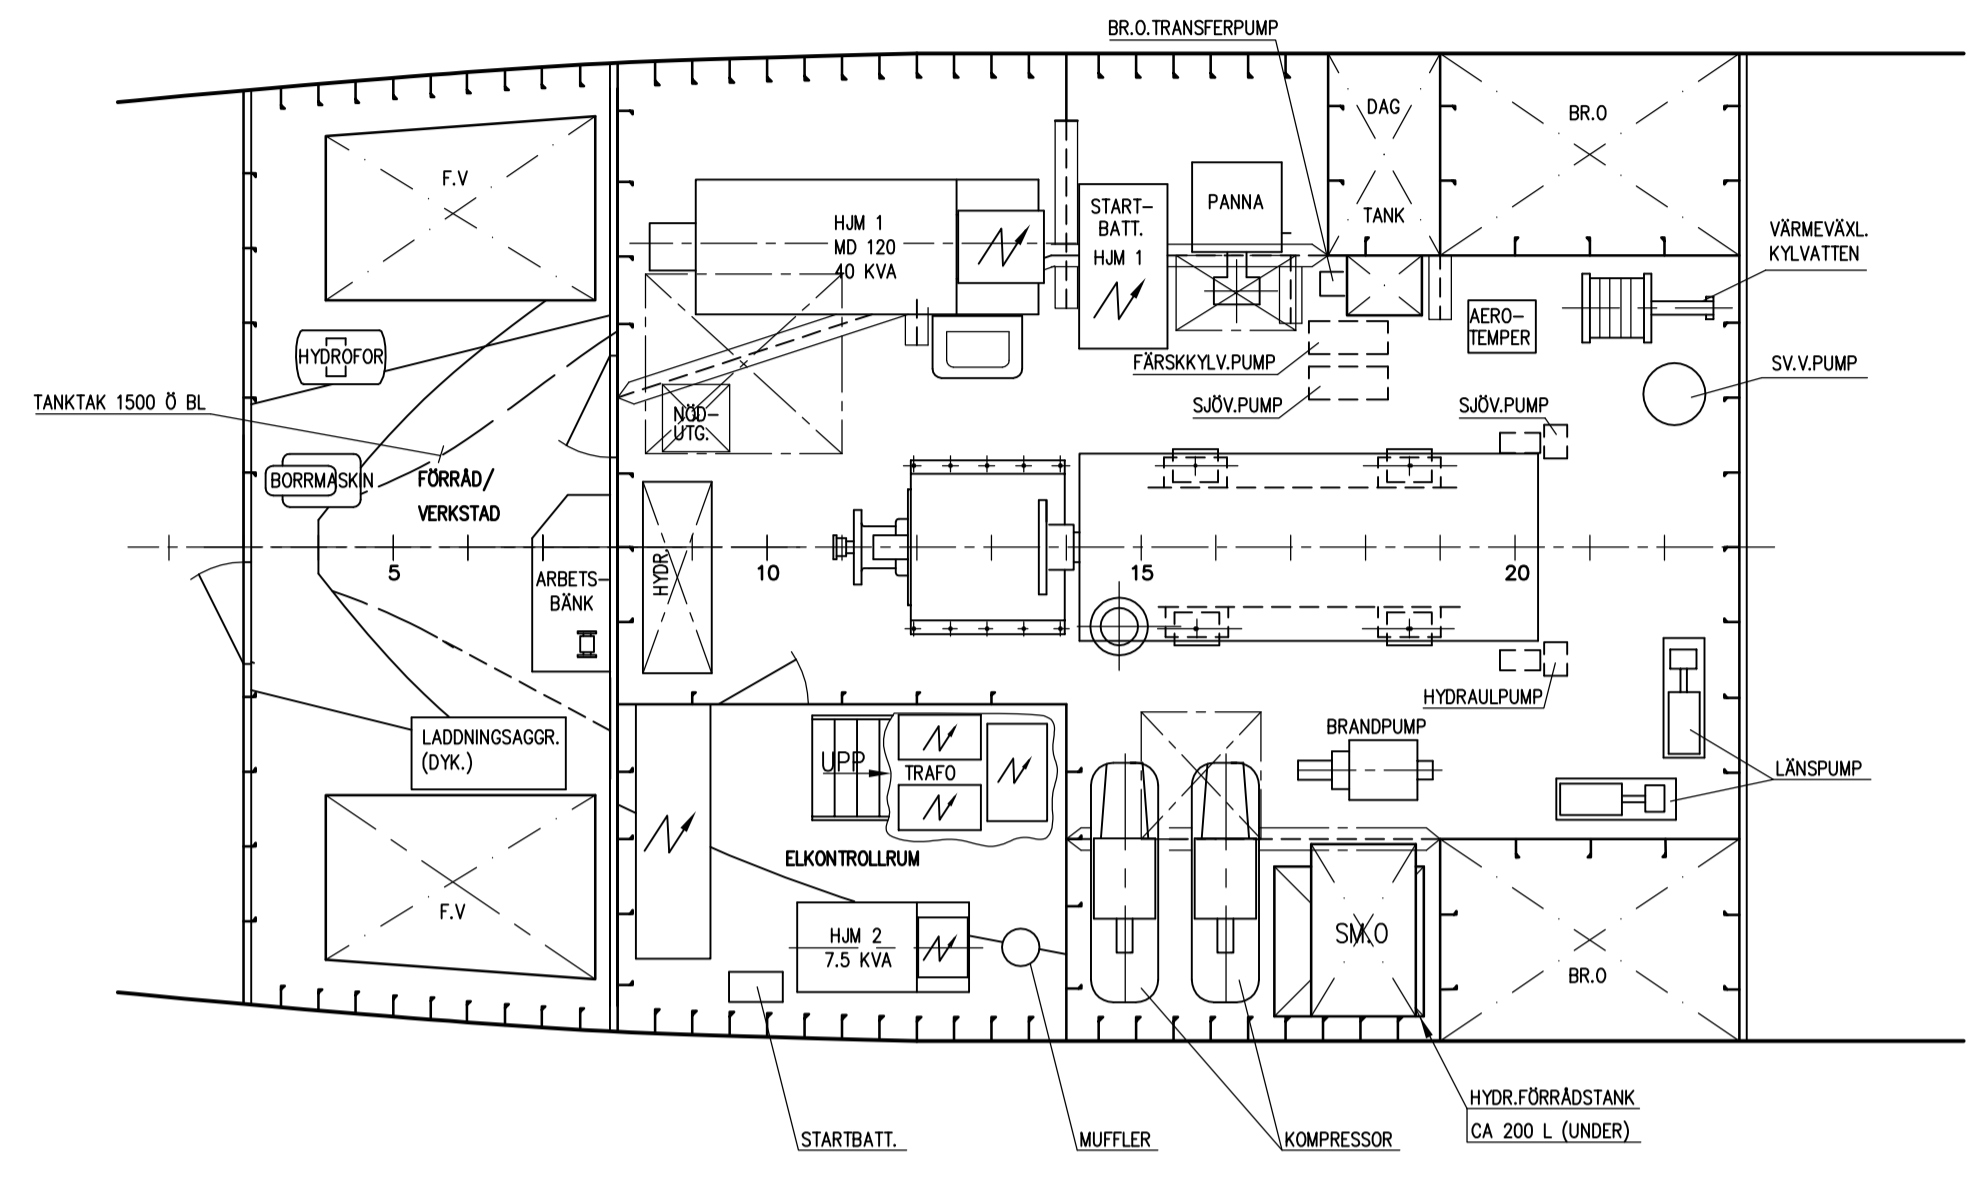 BR.O.TRANSFERPUMP
DAG
TANK
BR.O
F.V
HJM 1
MD 120
40 KVA
START-
BATT.
HJM 1
PANNA
VÄRMEVÄXL.
KYLVATTEN
AERO-
TEMPER
HYDROFOR
FÄRSKKYLV.PUMP
SV.V.PUMP
TANKTAK 1500 Ö BL
NÖD-
UTG.
SJÖV.PUMP
SJÖV.PUMP
BORRMASKIN
FÖRRÅD/
VERKSTAD
5
10
15
20
HYDR.
ARBETS-
BÄNK
HYDRAULPUMP
LADDNINGSAGGR.
(DYK.)
UPP
TRAFO
BRANDPUMP
LÄNSPUMP
ELKONTROLLRUM
F.V
HJM 2
7.5 KVA
SM.O
BR.O
STARTBATT.
MUFFLER
KOMPRESSOR
HYDR.FÖRRÅDSTANK
CA 200 L (UNDER)